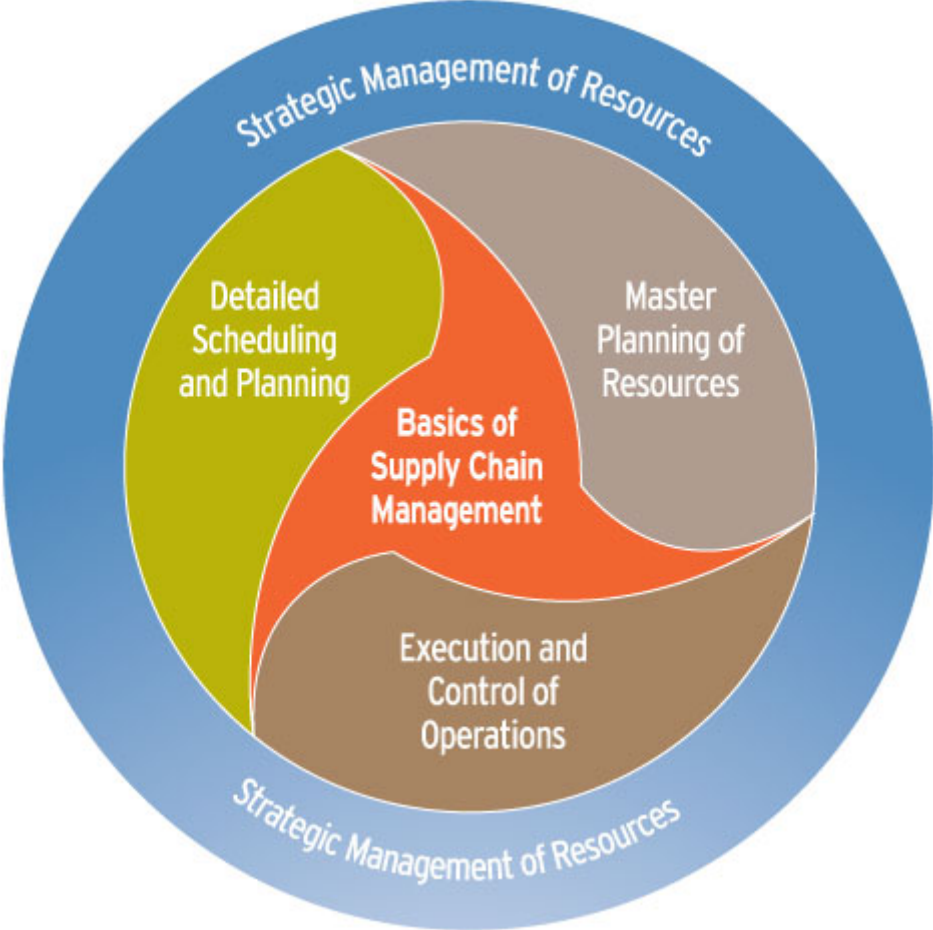 Strategic Management of Resources
Detailed
Scheduling
and Planning
Master
Planning of
Resources
Basics of
Supply Chain
Management
Execution and
Control of
Operations
Strategic Management of Resources